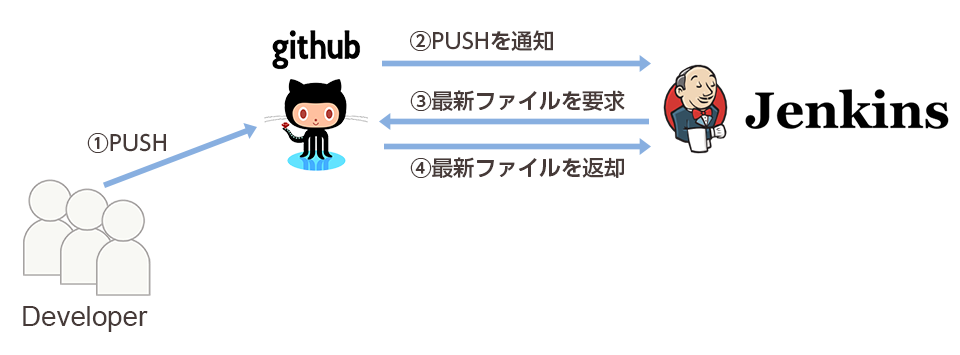 github
②PUSHを通知
③最新ファイルを要求
Jenkins
①PUSH
④最新ファイルを返却
Developer